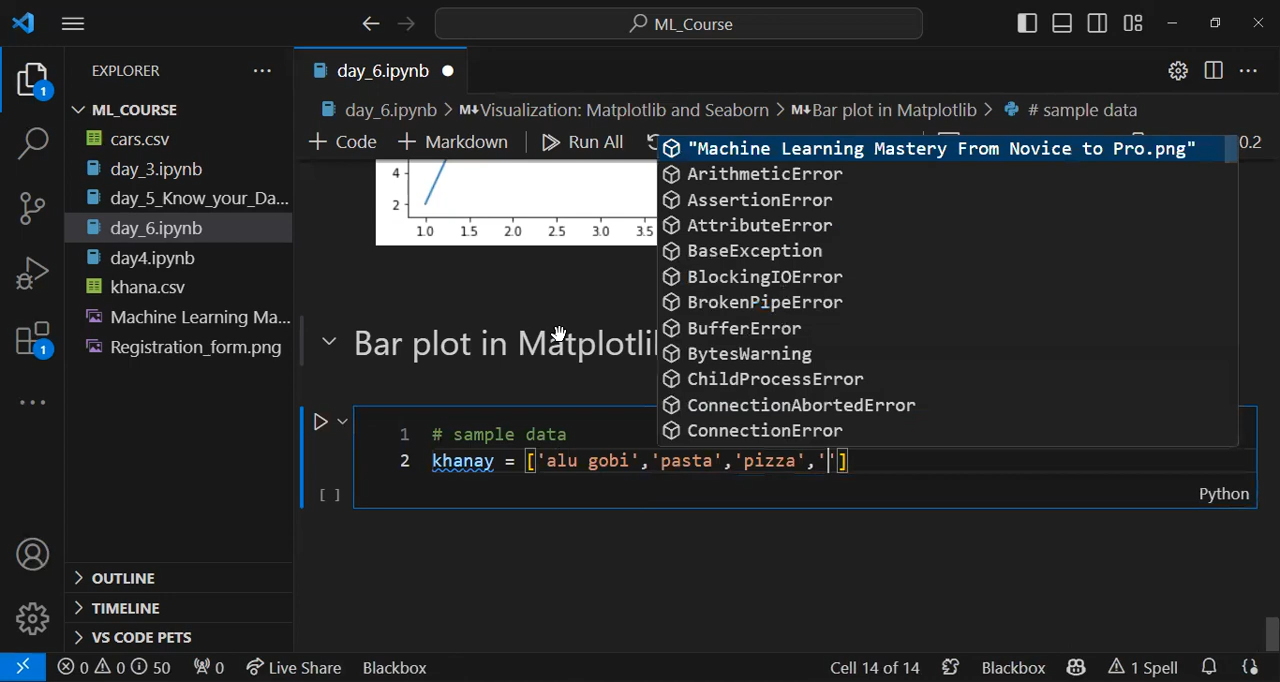 ML_Course
EXPLORER
day_6.ipynb
ML_COURSE
cars.csv
day_3.ipynb
day_5_Know_your_Da...
day_6.ipynb
day4.ipynb
khana.csv
Machine Learning Ma...
Registration_form.png
OUTLINE
TIMELINE
VS CODE PETS
1
1
day_6.ipynb > M↓Visualization: Matplotlib and Seaborn > M↓Bar plot in Matplotlib > # sample data
+ Code + Markdown Run All
0.2
4
2
1.0 1.5 2.0 2.5 3.0 3.5
"Machine Learning Mastery From Novice to Pro.png"
ArithmeticError
AssertionError
AttributeError
BaseException
BlockingIOError
BrokenPipeError
BufferError
BytesWarning
ChildProcessError
ConnectionAbortedError
ConnectionError
Bar plot in Matplotli
1 # sample data
2 khanay = ['alu gobi','pasta','pizza','']
[ ]
Python
0 0 50 0 Live Share Blackbox Cell 14 of 14 Blackbox 1 Spell